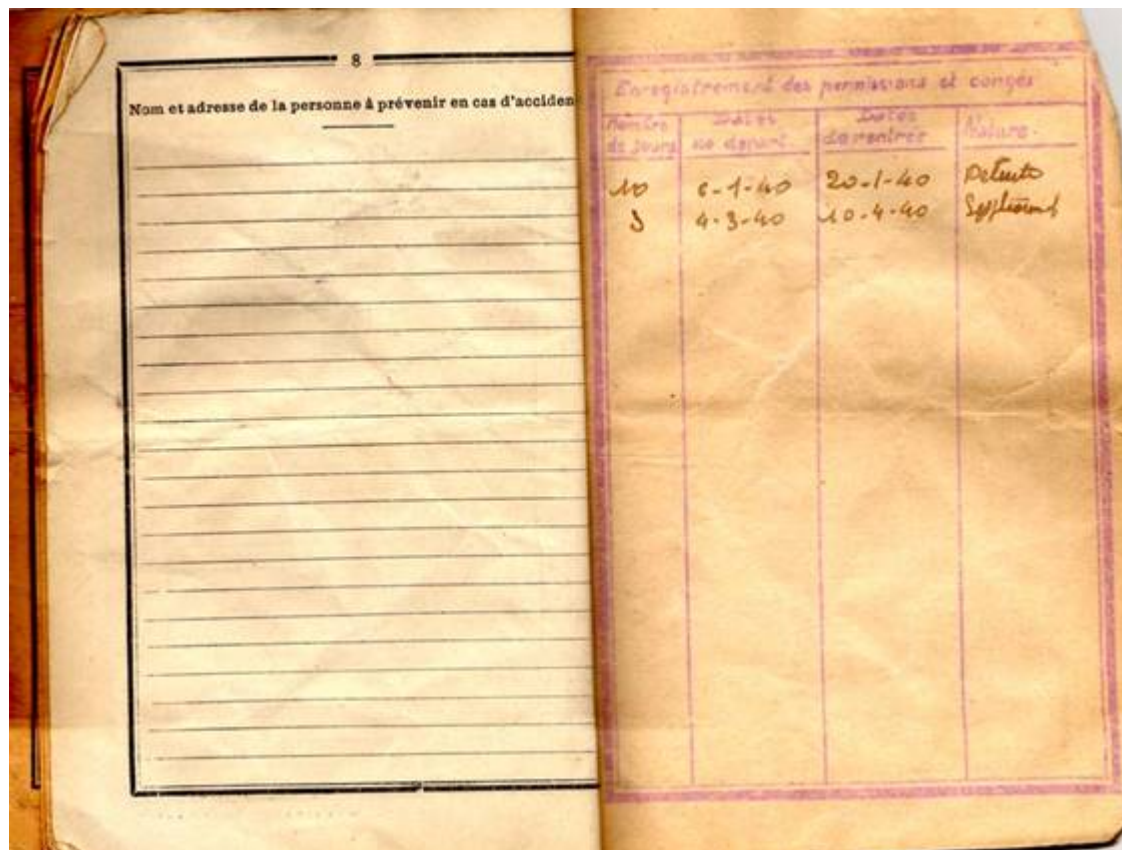 8
Nom et adresse de la personne à prévenir en cas d'acciden
Enregistrement des permissions et congés
Nombre de jours Dates de départ. Dates de rentrée Nature.
10 6-1-40 20-1-40 Détente
3 4-3-40 10-4-40